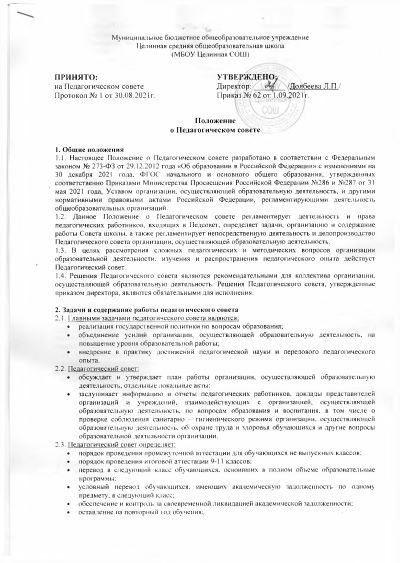 Муниципальное бюджетное общеобразовательное учреждение
Целинная средняя общеобразовательная школа
(МБОУ Целинная СОШ)
ПРИНЯТО:
на Педагогическом совете
Протокол № 1 от 30.08.2021г.
УТВЕРЖДЕНО:
Директор: /Долбеева Л.П./
Приказ № 62 от 1.09.2021г.
Положение
о Педагогическом совете
1. Общие положения
1.1. Настоящее Положение о Педагогическом совете разработано в соответствии с Федеральным
законом № 273-ФЗ от 29.12.2012 года «Об образовании в Российской Федерации» с изменениями на
30 декабря 2021 года, ФГОС начального и основного общего образования, утвержденных
соответственно Приказами Министерства Просвещения Российской Федерации №286 и №287 от 31
мая 2021 года, Уставом организации, осуществляющей образовательную деятельность, и другими
нормативными правовыми актами Российской Федерации, регламентирующими деятельность
общеобразовательных организаций.
1.2. Данное Положение о Педагогическом совете регламентирует деятельность и права
педагогических работников, входящих в Педсовет, определяет задачи, организацию и содержание
работы Совета школы, а также регламентирует непосредственную деятельность и делопроизводство
Педагогического совета организации, осуществляющей образовательную деятельность.
1.3. В целях рассмотрения сложных педагогических и методических вопросов организации
образовательной деятельности, изучения и распространения педагогического опыта действует
Педагогический совет.
1.4. Решения Педагогического совета являются рекомендательными для коллектива организации,
осуществляющей образовательную деятельность. Решения Педагогического совета, утвержденные
приказом директора, являются обязательными для исполнения.
2. Задачи и содержание работы педагогического совета
2.1. Главными задачами педагогического совета являются:
• реализация государственной политики по вопросам образования;
• объединение усилий организации, осуществляющей образовательную деятельность, на
повышение уровня образовательной работы;
• внедрение в практику достижений педагогической науки и передового педагогического
опыта.
2.2. Педагогический совет:
• обсуждает и утверждает план работы организации, осуществляющей образовательную
деятельность, отдельные локальные акты;
• заслушивает информацию и отчеты педагогических работников, доклады представителей
организаций и учреждений, взаимодействующих с организацией, осуществляющей
образовательную деятельность, по вопросам образования и воспитания, в том числе о
проверке соблюдения санитарно - гигиенического режима организации, осуществляющей
образовательную деятельность, об охране труда и здоровья обучающихся и другие вопросы
образовательной деятельности организации.
2.3. Педагогический совет определяет:
• порядок проведения промежуточной аттестации для обучающихся не выпускных классов;
• порядок проведения итоговой аттестации 9-11 классов;
• перевод в следующий класс обучающихся, освоивших в полном объеме образовательные
программы;
• условный перевод обучающихся, имеющих академическую задолженность по одному
предмету, в следующий класс;
• обеспечение и контроль за своевременной ликвидацией академической задолженности;
• оставление на повторный год обучения;